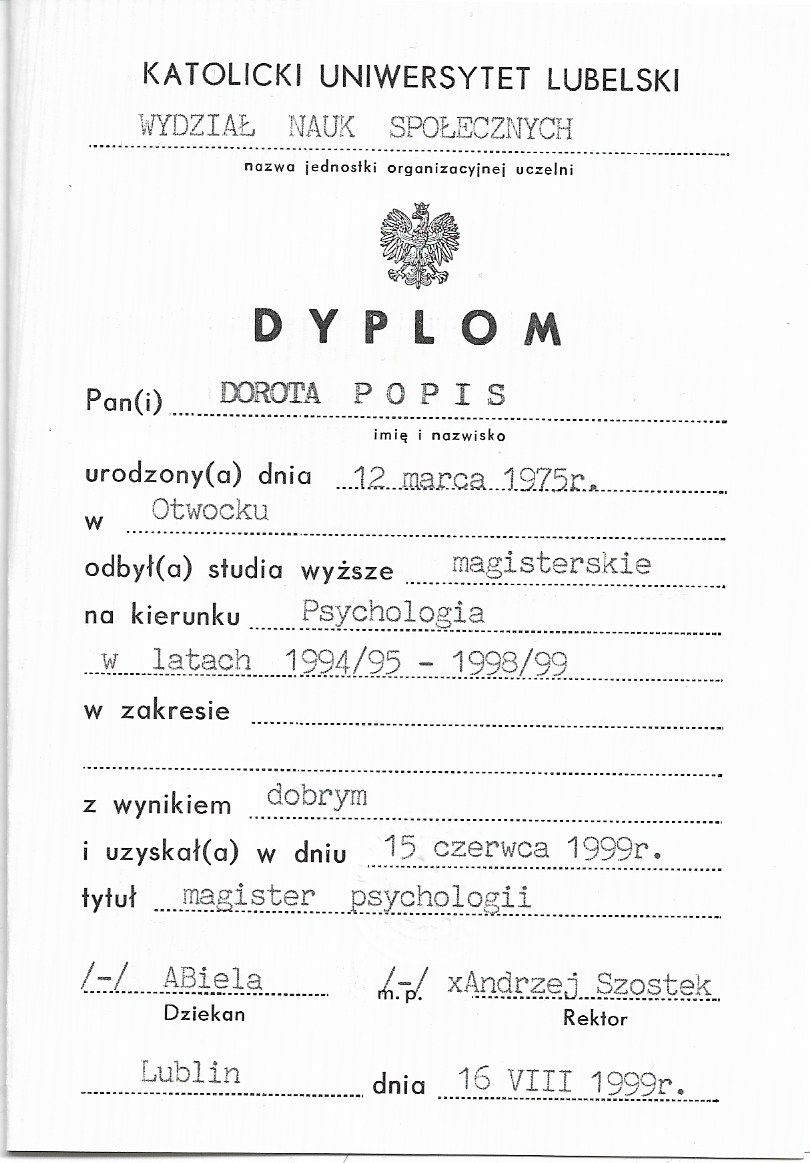 KATOLICKI UNIWERSYTET LUBELSKI
WYDZIAŁ NAUK SPOŁECZNYCH
nazwa jednostki organizacyjnej uczelni
DYPLOM
Pan(i) DOROTA POPIS
imię i nazwisko
urodzony(a) dnia 12 marca 1975r.
w Otwocku
odbył(a) studia wyższe magisterskie
na kierunku Psychologia
w latach 1994/95 - 1998/99
w zakresie
z wynikiem dobrym
i uzyskał(a) w dniu 15 czerwca 1999r.
tytuł magister psychologii
/-/ ABiela m.p. /-/ xAndrzej Szostek
Dziekan Rektor
Lublin dnia 16 VIII 1999r.